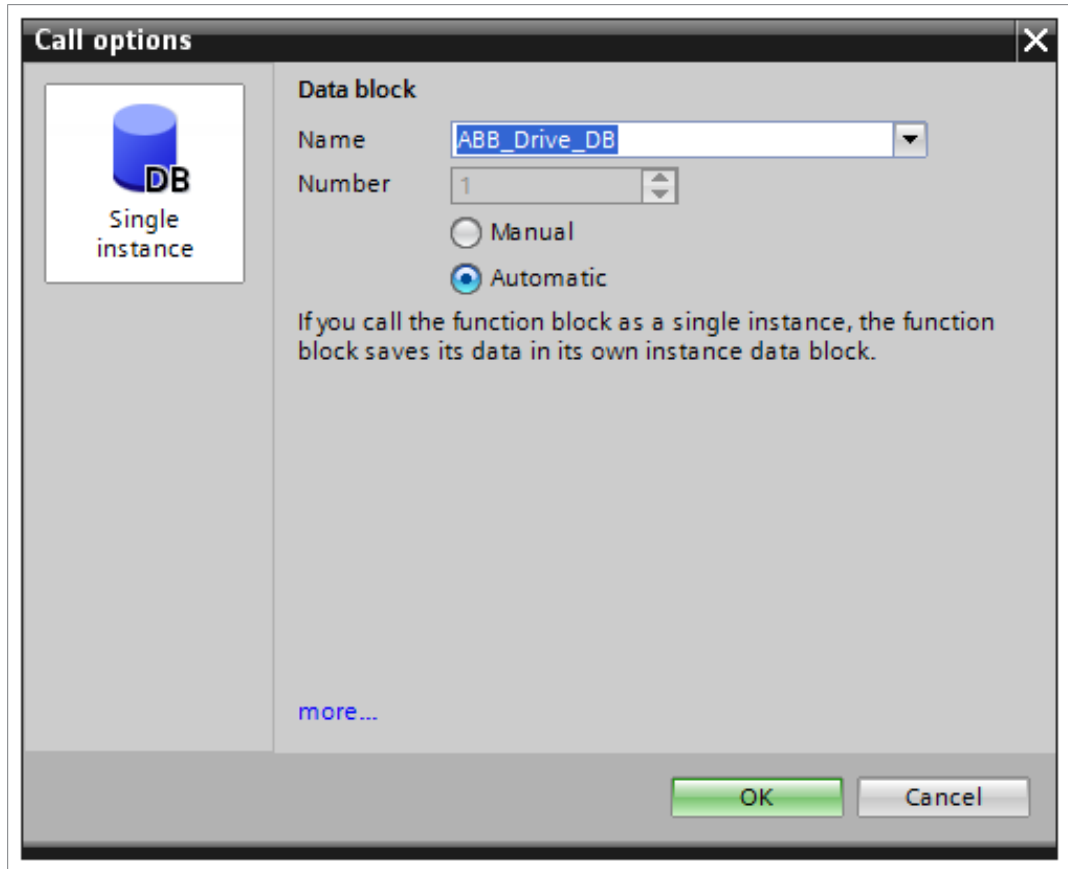 Call options
DB
Single
instance
Data block
Name ABB_Drive_DB
Number 1
Manual
Automatic
If you call the function block as a single instance, the function
block saves its data in its own instance data block.
more...
OK Cancel